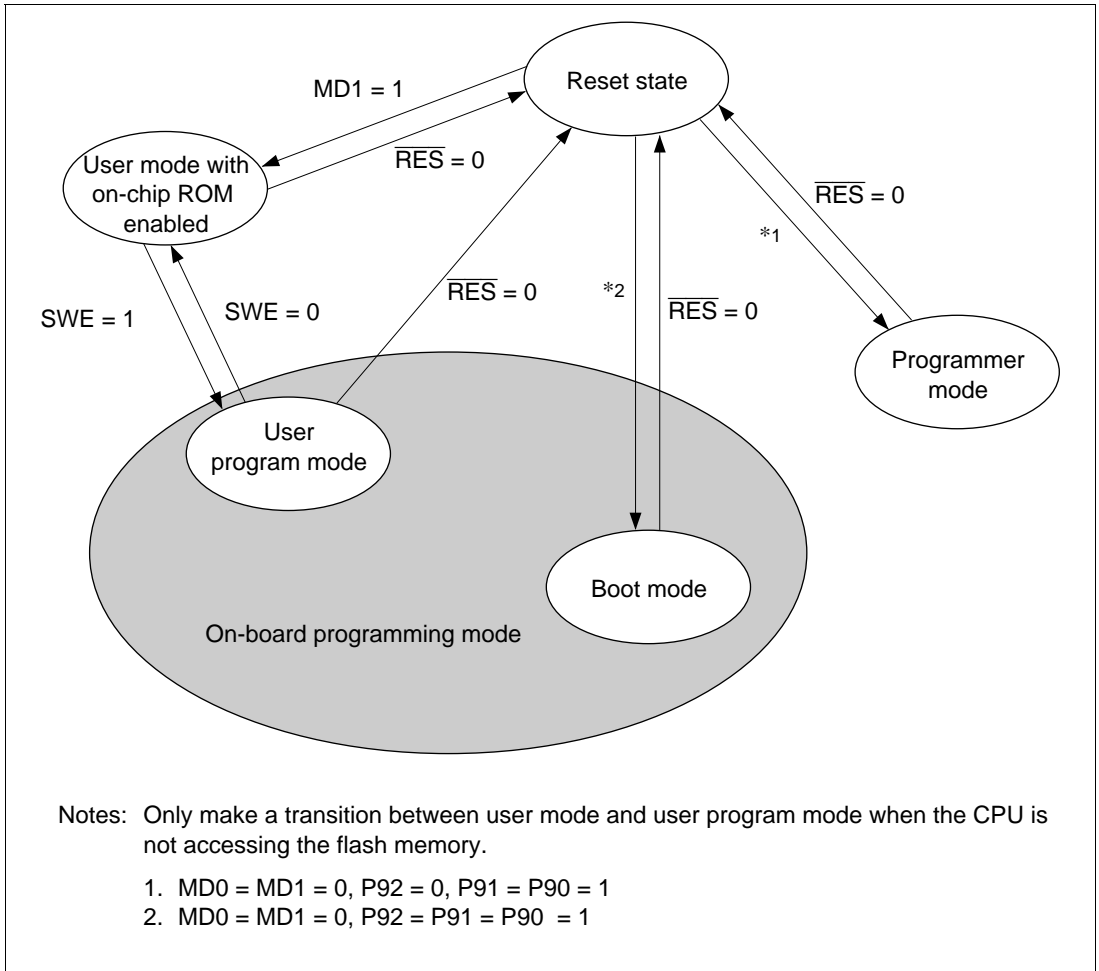 Reset state
MD1 = 1
RES = 0
User mode with
on-chip ROM
enabled
RES = 0
*1
RES = 0
*2
RES = 0
SWE = 1
SWE = 0
Programmer
mode
User
program mode
Boot mode
On-board programming mode
Notes: Only make a transition between user mode and user program mode when the CPU is
not accessing the flash memory.
1. MD0 = MD1 = 0, P92 = 0, P91 = P90 = 1
2. MD0 = MD1 = 0, P92 = P91 = P90 = 1